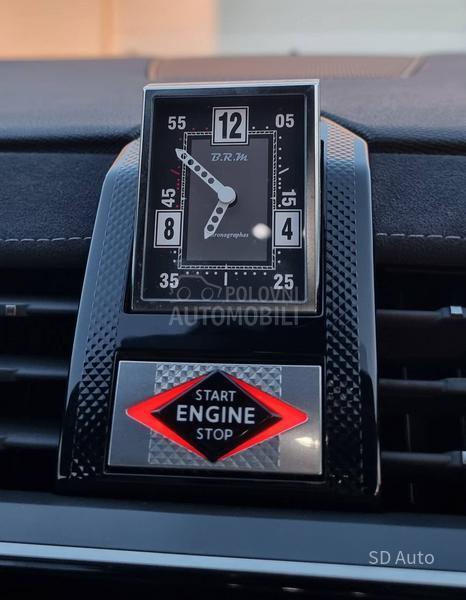 55 12 05
B.R.M
45 15
8 4
Chronographes
35 25
POLOVNI
AUTOMOBILI
START
ENGINE
STOP
SD Auto